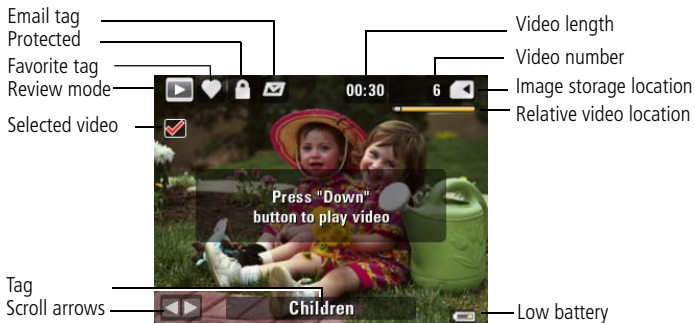 Email tag
Protected
Favorite tag
Review mode
Selected video
Tag
Scroll arrows
Video length
Video number
Image storage location
Relative video location
Low battery
00:30
6
Press "Down"
button to play video
Children